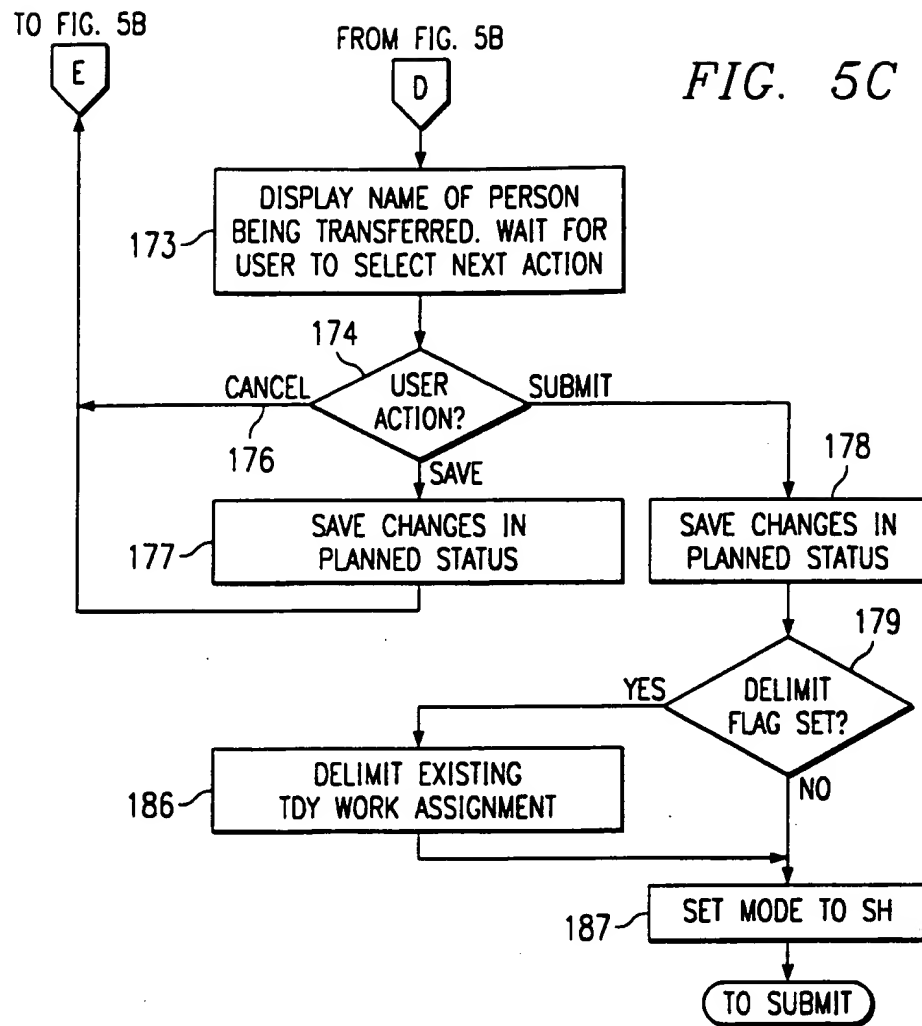 TO FIG. 5B
E
FROM FIG. 5B
D
FIG. 5C
DISPLAY NAME OF PERSON
BEING TRANSFERRED. WAIT FOR
USER TO SELECT NEXT ACTION
173
174
USER
ACTION?
CANCEL
176
SUBMIT
SAVE
SAVE CHANGES IN
PLANNED STATUS
177
178
SAVE CHANGES IN
PLANNED STATUS
179
DELIMIT
FLAG SET?
YES
NO
DELIMIT EXISTING
TDY WORK ASSIGNMENT
186
SET MODE TO SH
187
TO SUBMIT